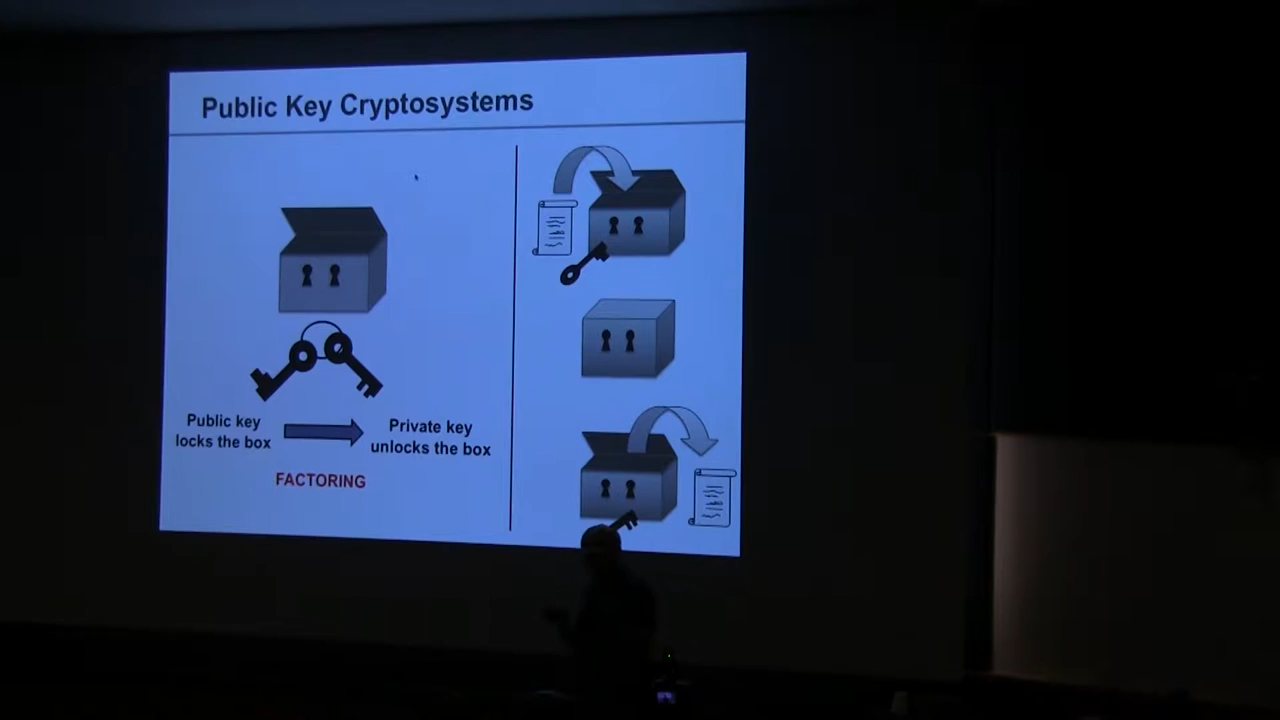 Public Key Cryptosystems
Public key
locks the box
Private key
unlocks the box
FACTORING